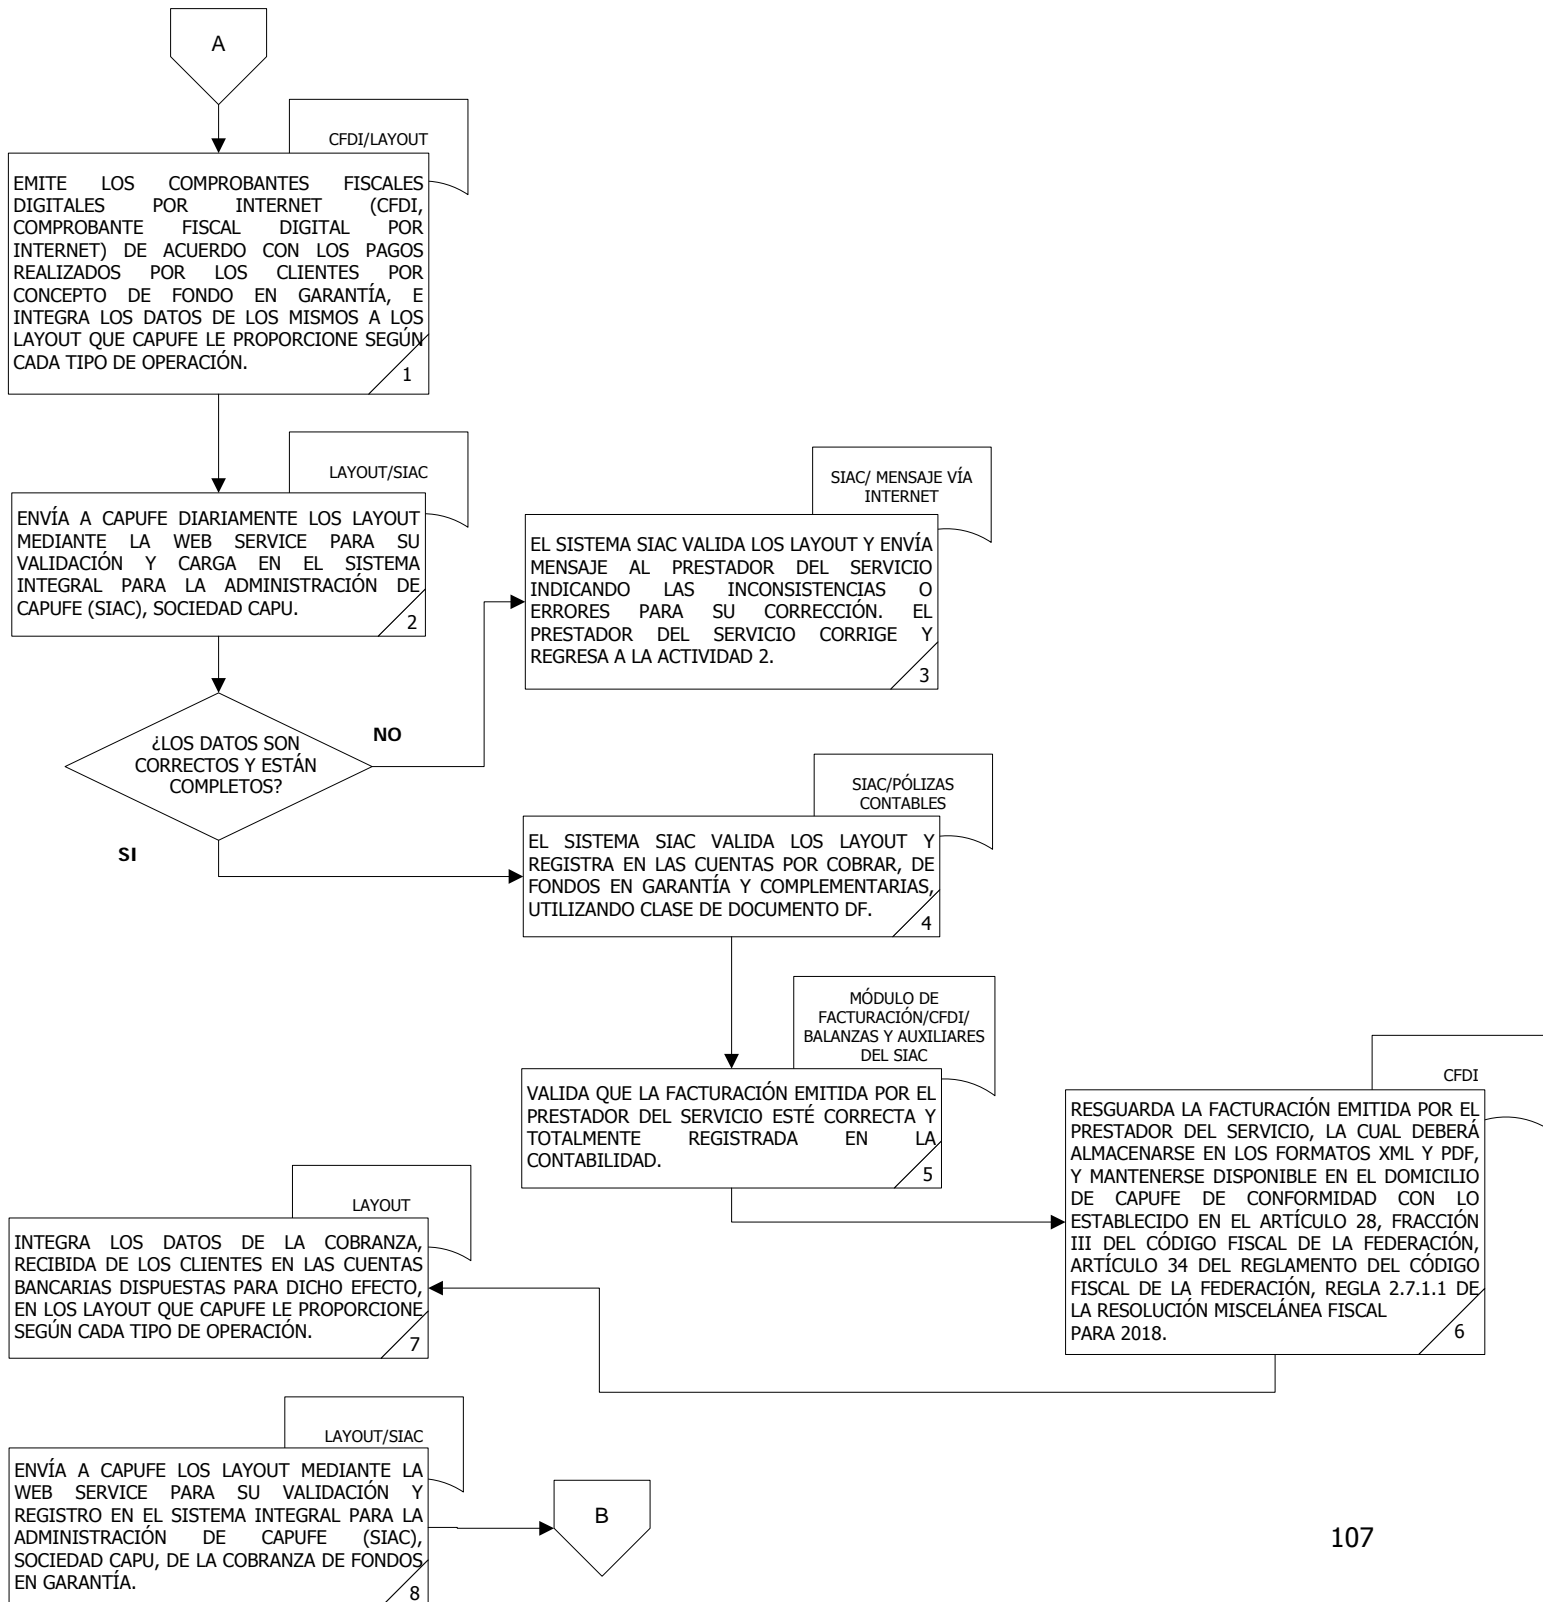 A
CFDI/LAYOUT
EMITE LOS COMPROBANTES FISCALES
DIGITALES POR INTERNET (CFDI,
COMPROBANTE FISCAL DIGITAL POR
INTERNET) DE ACUERDO CON LOS PAGOS
REALIZADOS POR LOS CLIENTES POR
CONCEPTO DE FONDO EN GARANTÍA, E
INTEGRA LOS DATOS DE LOS MISMOS A LOS
LAYOUT QUE CAPUFE LE PROPORCIONE SEGÚN
CADA TIPO DE OPERACIÓN.
1
LAYOUT/SIAC
ENVÍA A CAPUFE DIARIAMENTE LOS LAYOUT
MEDIANTE LA WEB SERVICE PARA SU
VALIDACIÓN Y CARGA EN EL SISTEMA
INTEGRAL PARA LA ADMINISTRACIÓN DE
CAPUFE (SIAC), SOCIEDAD CAPU.
2
SIAC/ MENSAJE VÍA
INTERNET
EL SISTEMA SIAC VALIDA LOS LAYOUT Y ENVÍA
MENSAJE AL PRESTADOR DEL SERVICIO
INDICANDO LAS INCONSISTENCIAS O
ERRORES PARA SU CORRECCIÓN. EL
PRESTADOR DEL SERVICIO CORRIGE Y
REGRESA A LA ACTIVIDAD 2.
3
¿LOS DATOS SON
CORRECTOS Y ESTÁN
COMPLETOS?
NO
SI
SIAC/PÓLIZAS
CONTABLES
EL SISTEMA SIAC VALIDA LOS LAYOUT Y
REGISTRA EN LAS CUENTAS POR COBRAR, DE
FONDOS EN GARANTÍA Y COMPLEMENTARIAS,
UTILIZANDO CLASE DE DOCUMENTO DF.
4
MÓDULO DE
FACTURACIÓN/CFDI/
BALANZAS Y AUXILIARES
DEL SIAC
VALIDA QUE LA FACTURACIÓN EMITIDA POR EL
PRESTADOR DEL SERVICIO ESTÉ CORRECTA Y
TOTALMENTE REGISTRADA EN LA
CONTABILIDAD.
5
CFDI
RESGUARDA LA FACTURACIÓN EMITIDA POR EL
PRESTADOR DEL SERVICIO, LA CUAL DEBERÁ
ALMACENARSE EN LOS FORMATOS XML Y PDF,
Y MANTENERSE DISPONIBLE EN EL DOMICILIO
DE CAPUFE DE CONFORMIDAD CON LO
ESTABLECIDO EN EL ARTÍCULO 28, FRACCIÓN
III DEL CÓDIGO FISCAL DE LA FEDERACIÓN,
ARTÍCULO 34 DEL REGLAMENTO DEL CÓDIGO
FISCAL DE LA FEDERACIÓN, REGLA 2.7.1.1 DE
LA RESOLUCIÓN MISCELÁNEA FISCAL
PARA 2018.
6
LAYOUT
INTEGRA LOS DATOS DE LA COBRANZA,
RECIBIDA DE LOS CLIENTES EN LAS CUENTAS
BANCARIAS DISPUESTAS PARA DICHO EFECTO,
EN LOS LAYOUT QUE CAPUFE LE PROPORCIONE
SEGÚN CADA TIPO DE OPERACIÓN.
7
LAYOUT/SIAC
ENVÍA A CAPUFE LOS LAYOUT MEDIANTE LA
WEB SERVICE PARA SU VALIDACIÓN Y
REGISTRO EN EL SISTEMA INTEGRAL PARA LA
ADMINISTRACIÓN DE CAPUFE (SIAC),
SOCIEDAD CAPU, DE LA COBRANZA DE FONDOS
EN GARANTÍA.
8
B
107